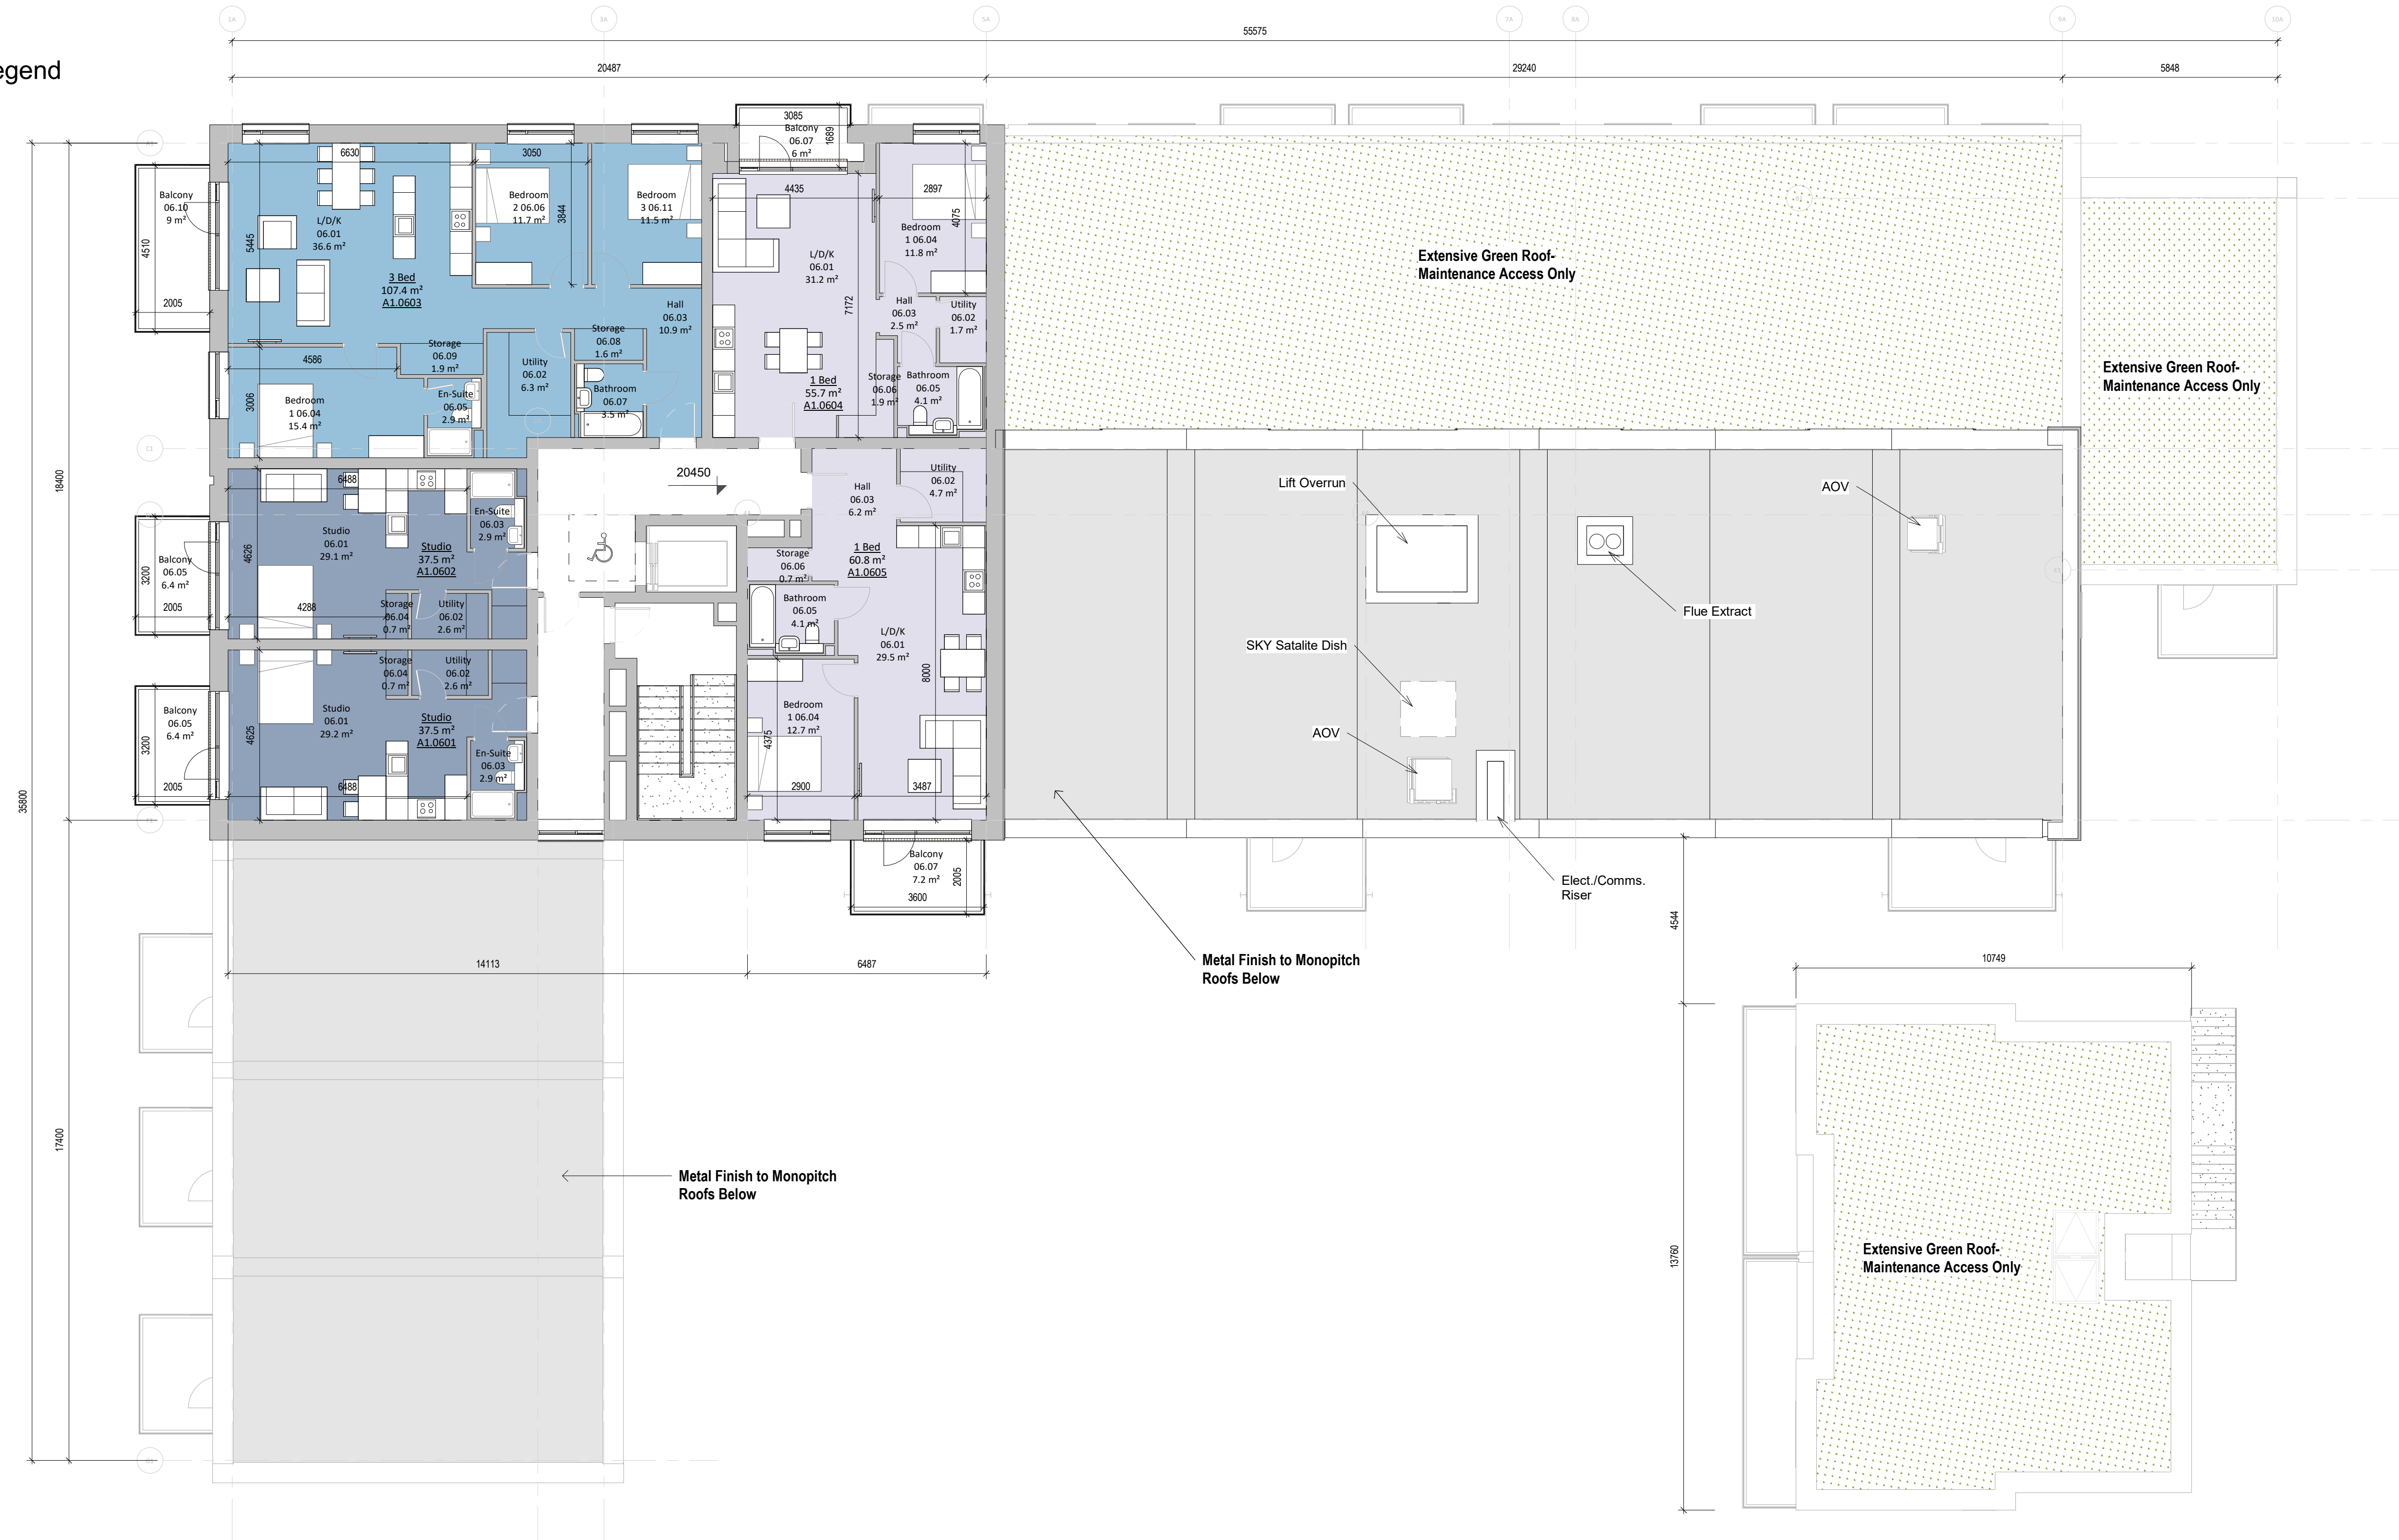 1A
3A
5A
7A
8A
9A
10A
55575
egend
20487
29240
5848
3085
Balcony
06.07
6 m²
1689
A1
6630
3050
Balcony
06.10
9 m²
4510
2005
L/D/K
06.01
36.6 m²
5445
3 Bed
107.4 m²
A1.0603
Bedroom
2 06.06
11.7 m²
3844
Bedroom
3 06.11
11.5 m²
Hall
06.03
10.9 m²
Storage
06.08
1.6 m²
Storage
06.09
1.9 m²
Utility
06.02
6.3 m²
Bathroom
06.07
3.5 m²
4586
3006
Bedroom
1 06.04
15.4 m²
En-Suite
06.05
2.9 m²
4435
2897
L/D/K
06.01
31.2 m²
7172
4075
Bedroom
1 06.04
11.8 m²
Hall
06.03
2.5 m²
Utility
06.02
1.7 m²
1 Bed
55.7 m²
A1.0604
Storage
06.06
1.9 m²
Bathroom
06.05
4.1 m²
Extensive Green Roof-
Maintenance Access Only
Extensive Green Roof-
Maintenance Access Only
C1
18400
35800
17400
20450
6488
Studio
06.01
29.1 m²
4626
Studio
37.5 m²
A1.0602
En-Suite
06.03
2.9 m²
Balcony
06.05
6.4 m²
3200
2005
4288
Storage
06.04
0.7 m²
Utility
06.02
2.6 m²
Hall
06.03
6.2 m²
Utility
06.02
4.7 m²
1 Bed
60.8 m²
A1.0605
Storage
06.06
0.7 m²
Bathroom
06.05
4.1 m²
L/D/K
06.01
29.5 m²
8000
Lift Overrun
AOV
Flue Extract
SKY Satalite Dish
AOV
E1
Storage
06.04
0.7 m²
Utility
06.02
2.6 m²
Balcony
06.05
6.4 m²
3200
2005
Studio
06.01
29.2 m²
4625
Studio
37.5 m²
A1.0601
En-Suite
06.03
2.9 m²
6488
Bedroom
1 06.04
12.7 m²
4375
2900
3487
F1
Balcony
06.07
7.2 m²
2005
3600
Elect./Comms.
Riser
4544
14113
6487
Metal Finish to Monopitch
Roofs Below
10749
Metal Finish to Monopitch
Roofs Below
13760
Extensive Green Roof-
Maintenance Access Only